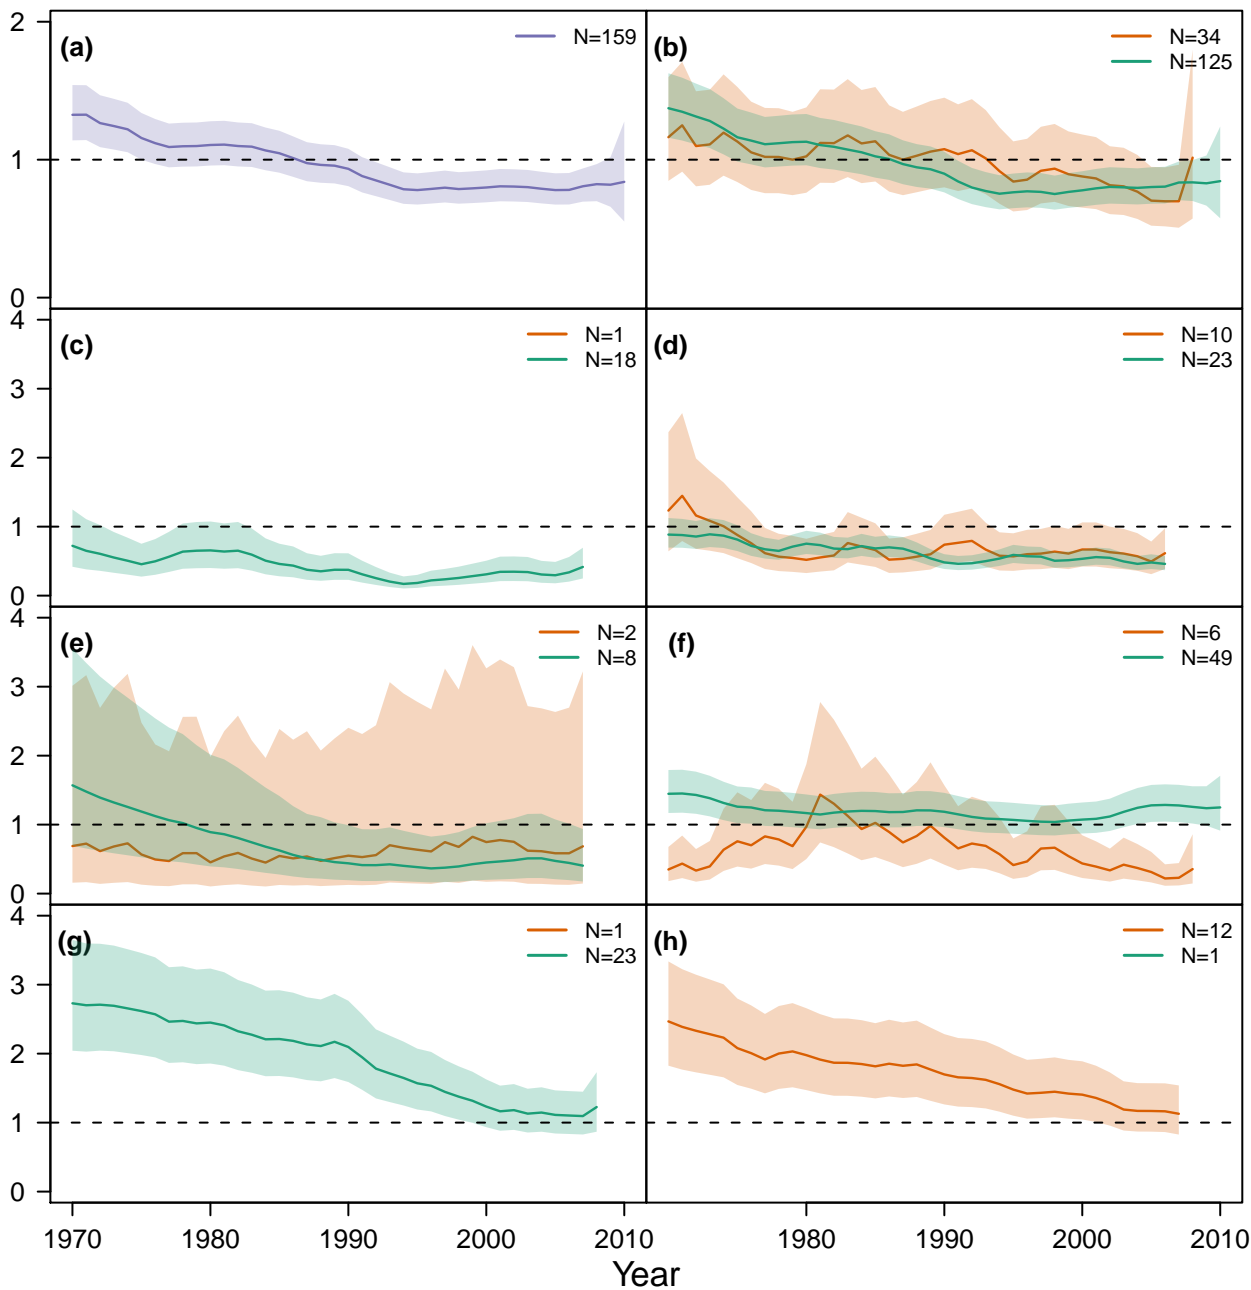 2
1
0
(a)
N=159
(b)
N=34
N=125
4
3
2
1
0
(c)
N=1
N=18
(d)
N=10
N=23
4
3
2
1
0
(e)
N=2
N=8
(f)
N=6
N=49
4
3
2
1
0
(g)
N=1
N=23
(h)
N=12
N=1
1970 1980 1990 2000 2010 1980 1990 2000 2010
Year